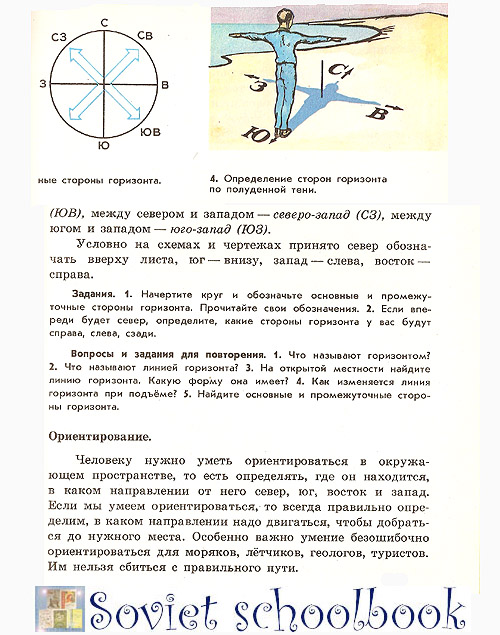 С
СЗ
СВ
З
В
ЮВ
Ю
С
З
Ю
В
ные стороны горизонта.
4. Определение сторон горизонта
по полуденной тени.
(ЮВ), между севером и западом — северо-запад (СЗ), между
югом и западом — юго-запад (ЮЗ).
Условно на схемах и чертежах принято север обозна-
чать вверху листа, юг — внизу, запад — слева, восток —
справа.
Задания. 1. Начертите круг и обозначьте основные и промежу-
точные стороны горизонта. Прочитайте свои обозначения. 2. Если впе-
реди будет север, определите, какие стороны горизонта у вас будут
справа, слева, сзади.
Вопросы и задания для повторения. 1. Что называют горизонтом?
2. Что называют линией горизонта? 3. На открытой местности найдите
линию горизонта. Какую форму она имеет? 4. Как изменяется линия
горизонта при подъёме? 5. Найдите основные и промежуточные сторо-
ны горизонта.
Ориентирование.
Человеку нужно уметь ориентироваться в окружа-
ющем пространстве, то есть определять, где он находится,
в каком направлении от него север, юг, восток и запад.
Если мы умеем ориентироваться, то всегда правильно опре-
делим, в каком направлении надо двигаться, чтобы добрать-
ся до нужного места. Особенно важно умение безошибочно
ориентироваться для моряков, лётчиков, геологов, туристов.
Им нельзя сбиться с правильного пути.
Soviet schoolbook